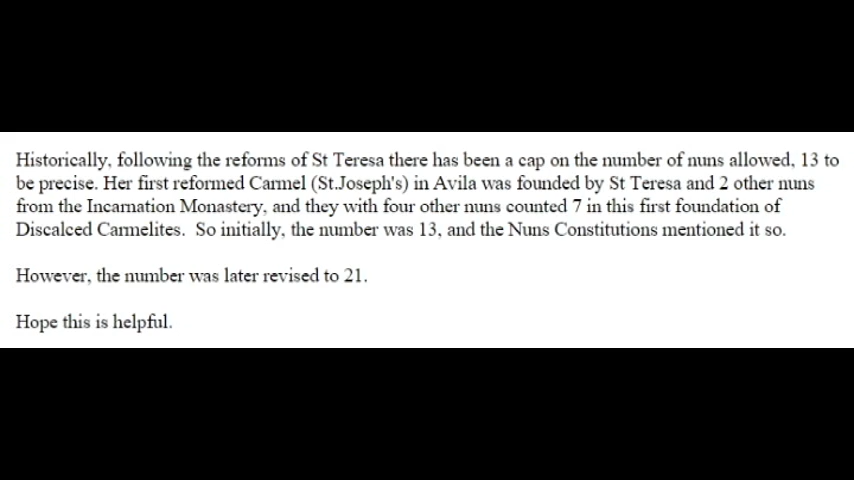 Historically, following the reforms of St Teresa there has been a cap on the number of nuns allowed, 13 to
be precise. Her first reformed Carmel (St.Joseph's) in Avila was founded by St Teresa and 2 other nuns
from the Incarnation Monastery, and they with four other nuns counted 7 in this first foundation of
Discalced Carmelites.  So initially, the number was 13, and the Nuns Constitutions mentioned it so.
However, the number was later revised to 21.
Hope this is helpful.